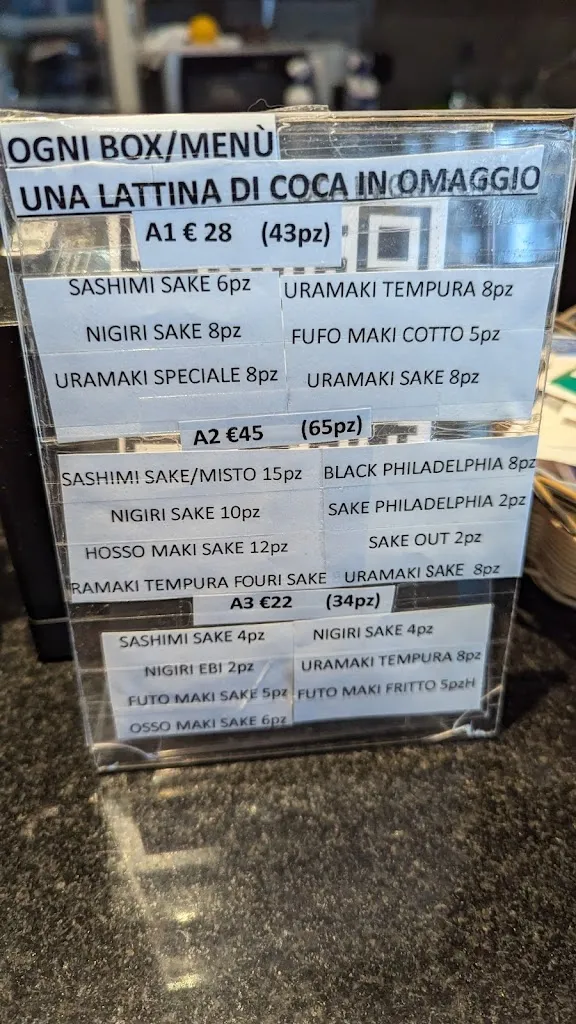 OGNI BOX/MENÙ
UNA LATTINA DI COCA IN OMAGGIO
A1 € 28 (43pz)
SASHIMI SAKE 6pz URAMAKI TEMPURA 8pz
NIGIRI SAKE 8pz FUFO MAKI COTTO 5pz
URAMAKI SPECIALE 8pz URAMAKI SAKE 8pz
A2 €45 (65pz)
SASHIMI SAKE/MISTO 15pz BLACK PHILADELPHIA 8pz
NIGIRI SAKE 10pz SAKE PHILADELPHIA 2pz
HOSSO MAKI SAKE 12pz SAKE OUT 2pz
RAMAKI TEMPURA FOURI SAKE URAMAKI SAKE 8pz
A3 €22 (34pz)
SASHIMI SAKE 4pz NIGIRI SAKE 4pz
NIGIRI EBI 2pz URAMAKI TEMPURA 8pz
FUTO MAKI SAKE 5pz FUTO MAKI FRITTO 5pzH
OSSO MAKI SAKE 6pz